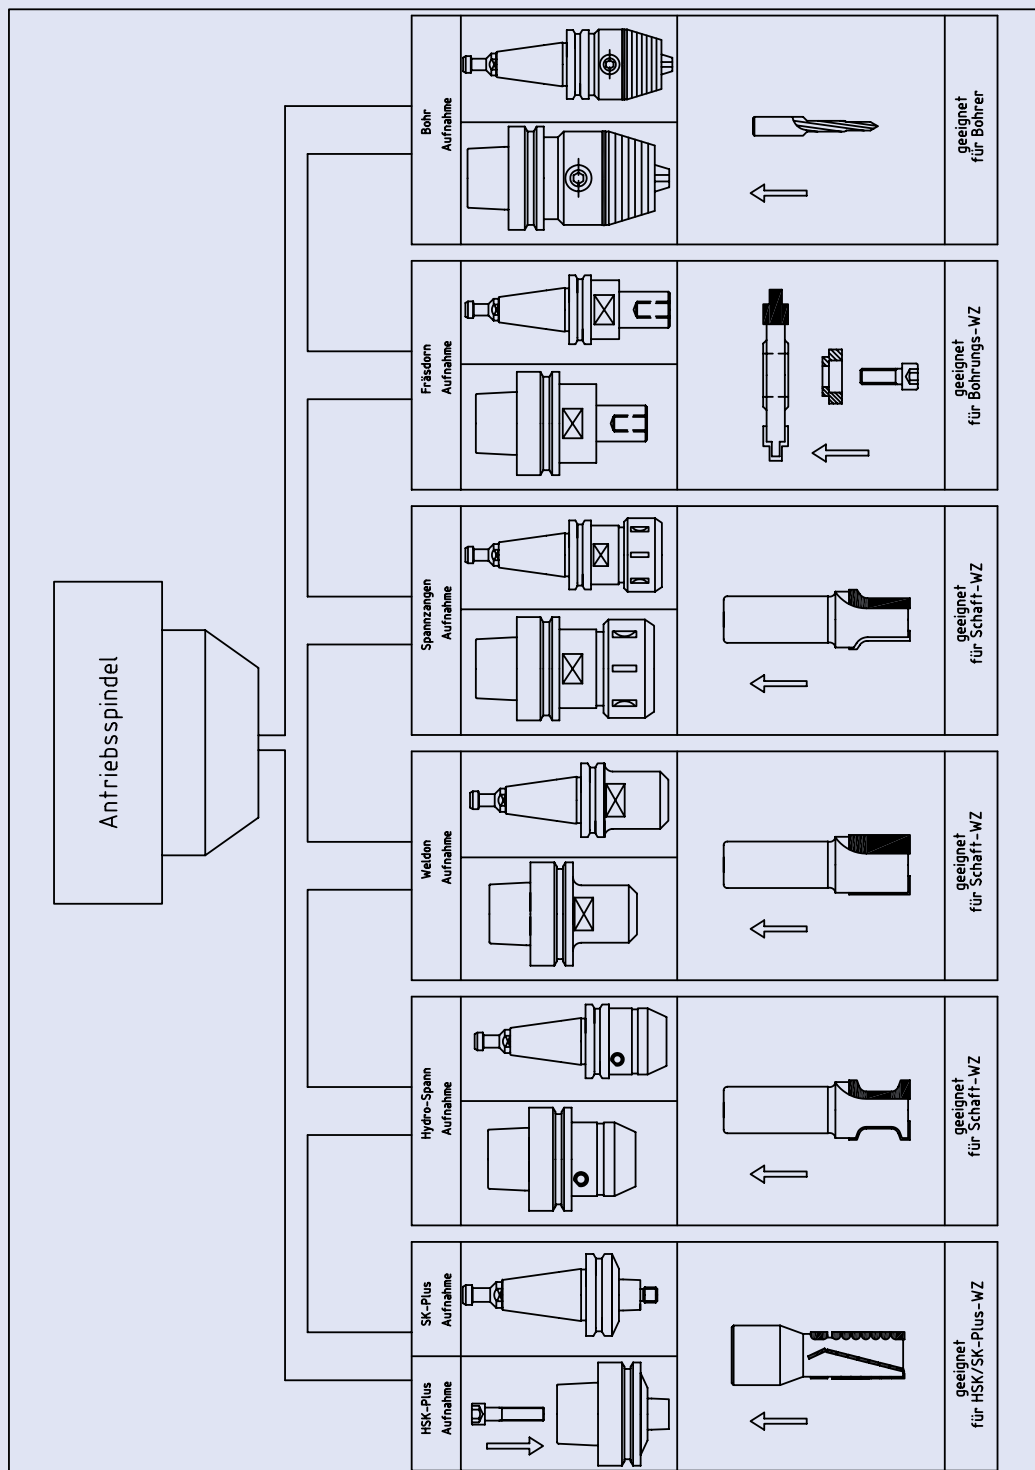 Antriebsspindel
HSK-Plus
Aufnahme
SK-Plus
Aufnahme
geeignet
für HSK/SK-Plus-WZ
Hydro-Spann
Aufnahme
geeignet
für Schaft-WZ
Weldon
Aufnahme
geeignet
für Schaft-WZ
Spannzangen
Aufnahme
geeignet
für Schaft-WZ
Fräsdorn
Aufnahme
geeignet
für Bohrungs-WZ
Bohr
Aufnahme
geeignet
für Bohrer